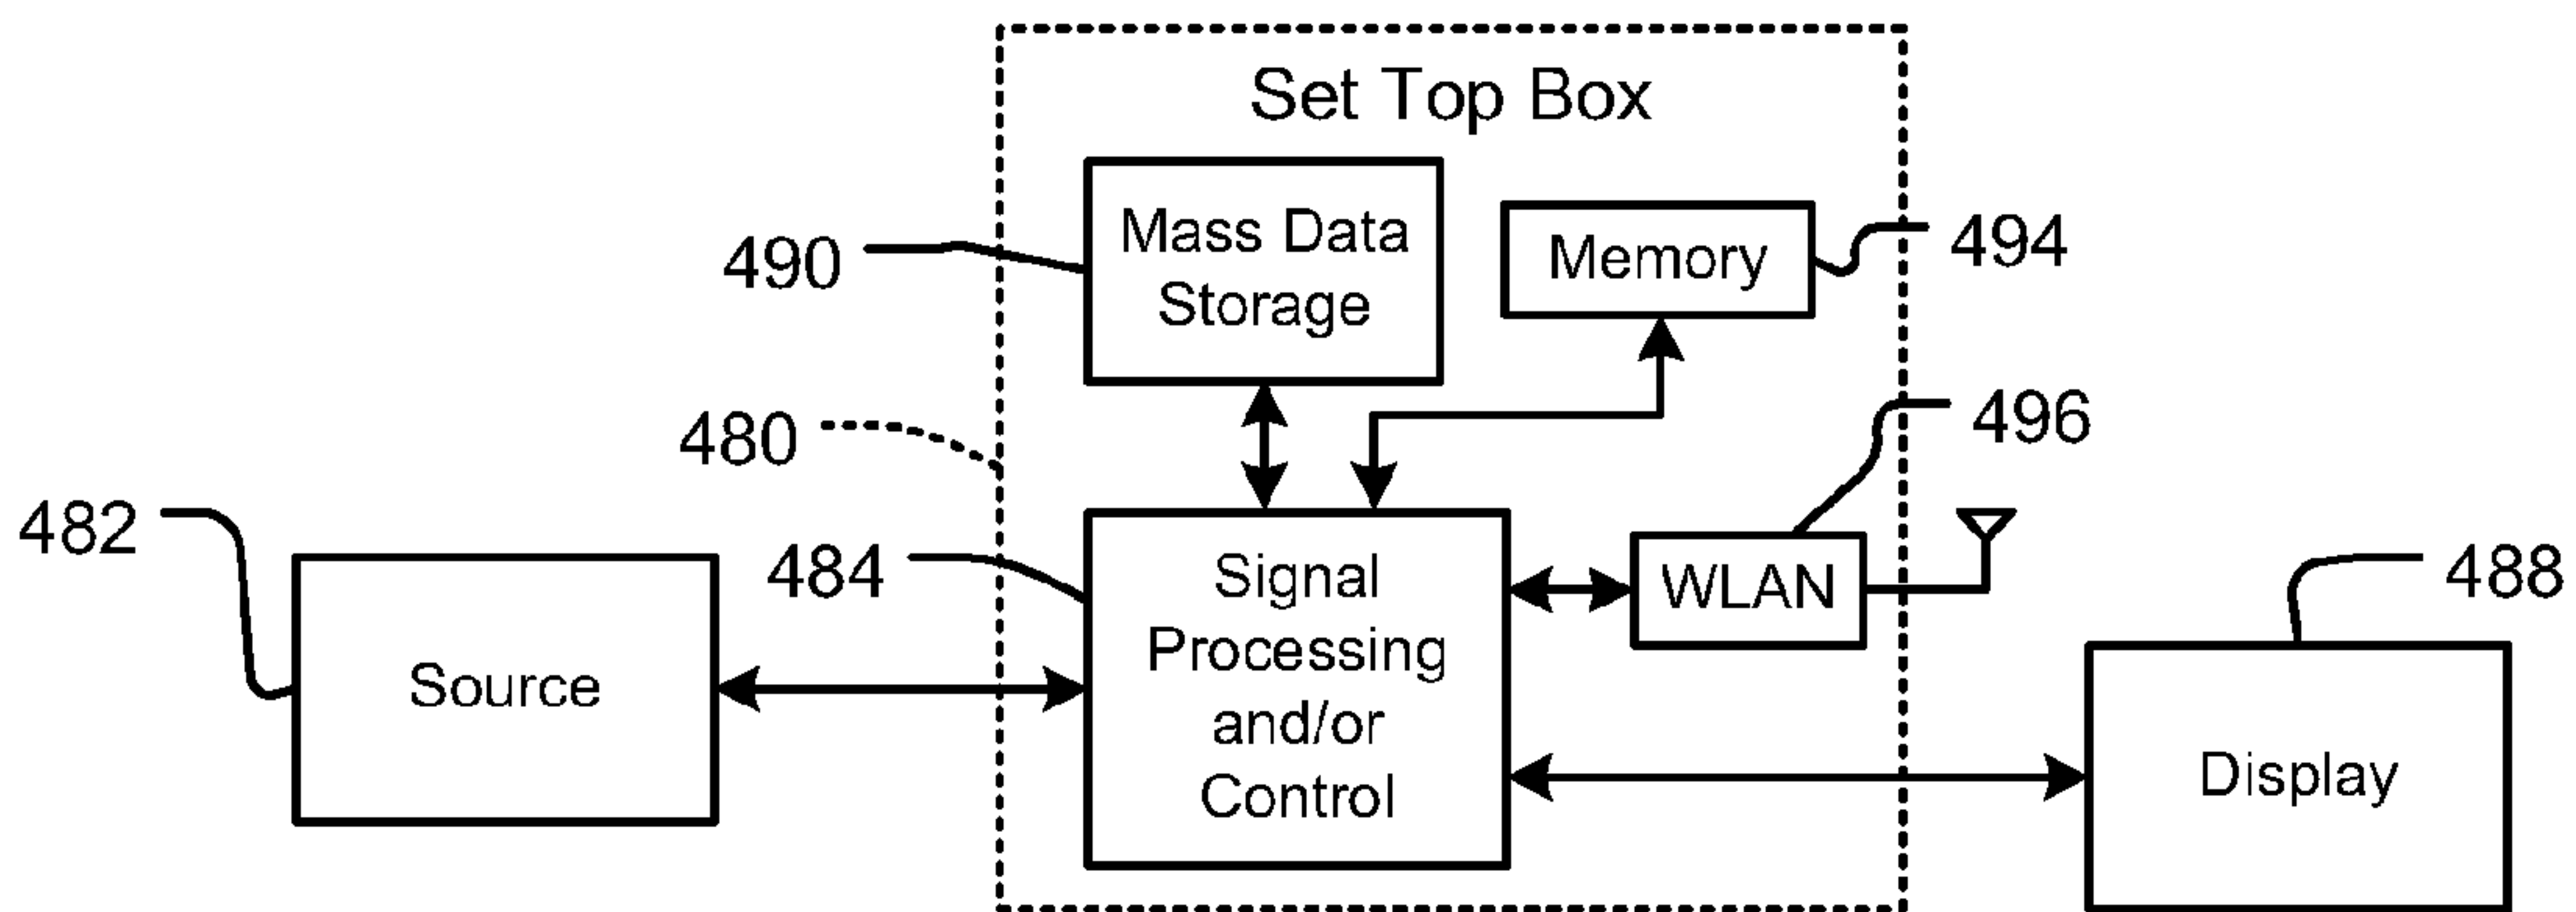 Set Top Box
490
Mass Data
Storage
Memory
494
480
496
482
484
Signal
Processing
and/or
Control
WLAN
488
Source
Display